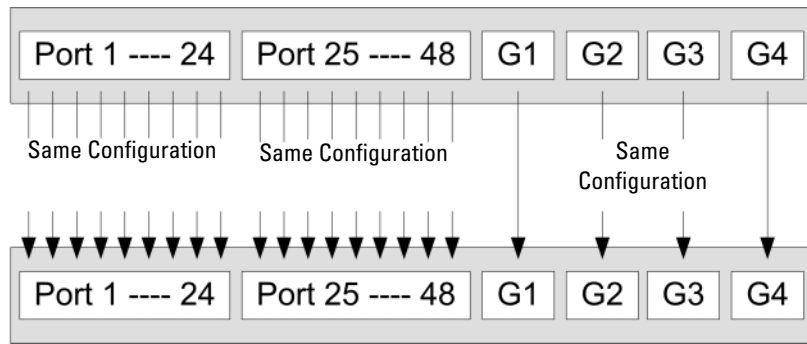 Port 1 ---- 24 Port 25 ---- 48 G1 G2 G3 G4
Same Configuration Same Configuration Same
Configuration
Port 1 ---- 24 Port 25 ---- 48 G1 G2 G3 G4